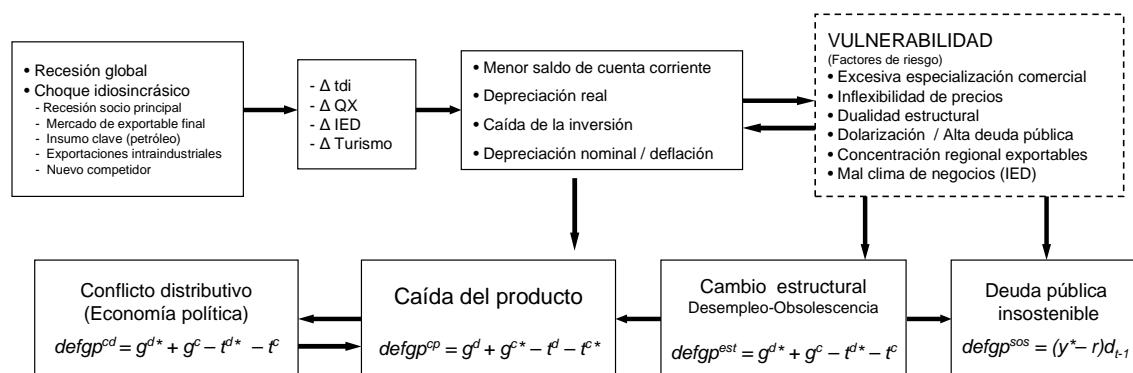 • Recesión global
• Choque idiosincrásico
- Recesión socio principal
- Mercado de exportable final
- Insumo clave (petróleo)
- Exportaciones intraindustriales
- Nuevo competidor
- Δ tdi
- Δ QX
- Δ IED
- Δ Turismo
• Menor saldo de cuenta corriente
• Depreciación real
• Caída de la inversión
• Depreciación nominal / deflación
VULNERABILIDAD
(Factores de riesgo)
• Excesiva especialización comercial
• Inflexibilidad de precios
• Dualidad estructural
• Dolarización / Alta deuda pública
• Concentración regional exportables
• Mal clima de negocios (IED)
Conflicto distributivo
(Economía política)
defgp^cd = g^d* + g^c – t^d* - t^c
Caída del producto
defgp^cp = g^d + g^c* – t^d – t^c*
Cambio estructural
Desempleo-Obsolescencia
defgp^est = g^d* + g^c – t^d* – t^c
Deuda pública
insostenible
defgp^sos = (y*– r)d_t-1